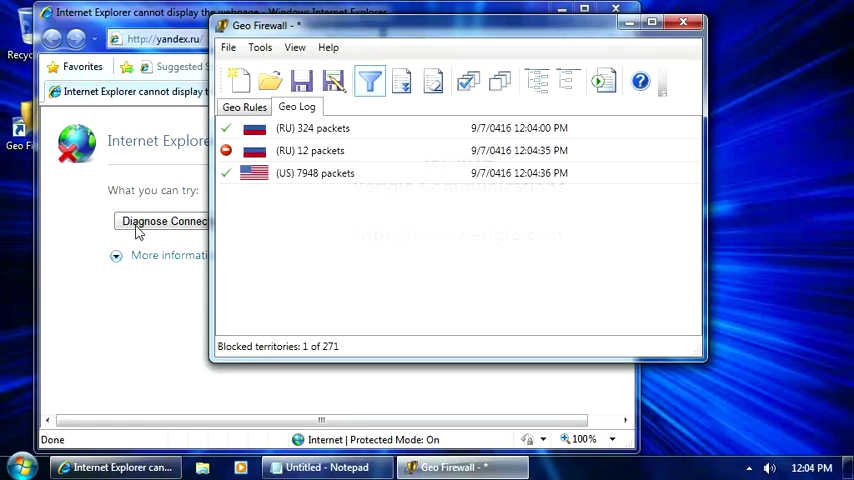 Internet Explorer cannot display the webpage - Windows Internet Explorer
Geo Firewall - *
http://yandex.ru/
File Tools View Help
Recyc
Favorites
Suggested S
Internet Explorer cannot display t
Geo Rules
Geo Log
Geo Fi
(RU) 324 packets 9/7/0416 12:04:00 PM
(RU) 12 packets 9/7/0416 12:04:35 PM
(US) 7948 packets 9/7/0416 12:04:36 PM
Internet Explore
What you can try:
Diagnose Connec
More informati
Blocked territories: 1 of 271
Done
Internet | Protected Mode: On
100%
Internet Explorer can...
Untitled - Notepad
Geo Firewall - *
12:04 PM